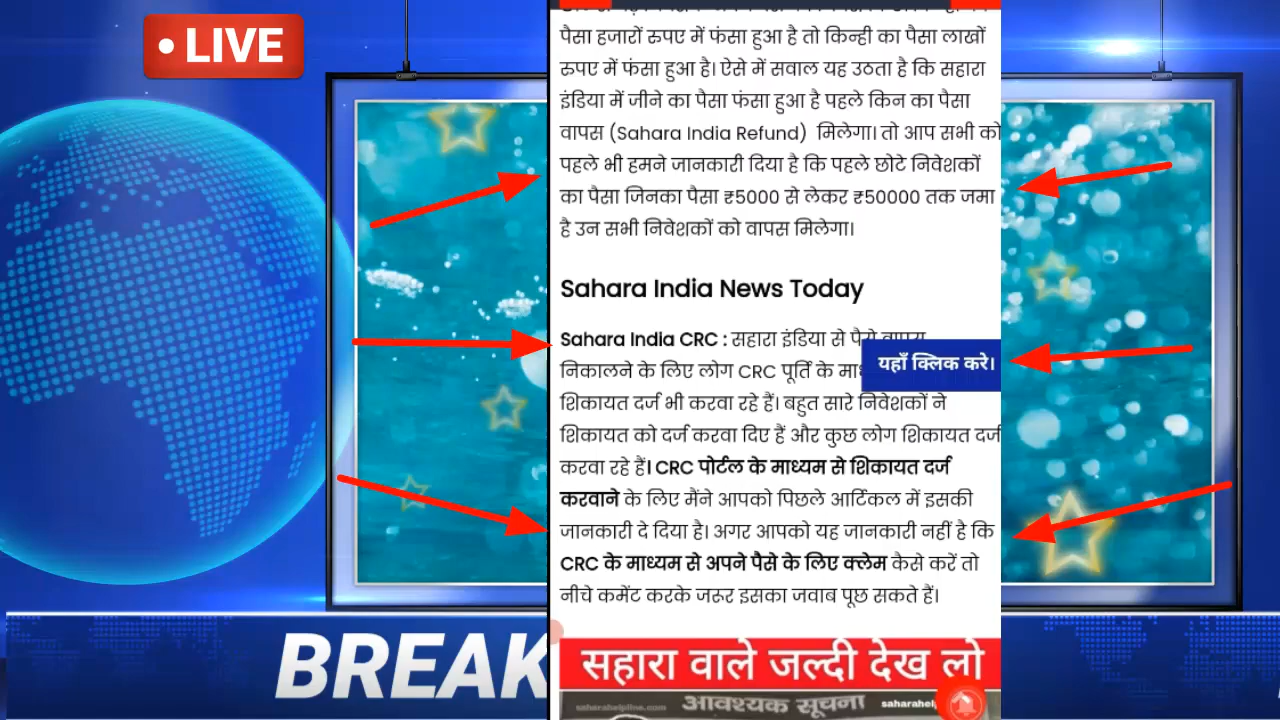 LIVE
पैसा हजारों रुपए में फंसा हुआ है तो किन्ही का पैसा लाखों
रुपए में फंसा हुआ है। ऐसे में सवाल यह उठता है कि सहारा
इंडिया में जीने का पैसा फंसा हुआ है पहले किन का पैसा
वापस (Sahara India Refund) मिलेगा। तो आप सभी को
पहले भी हमने जानकारी दिया है कि पहले छोटे निवेशकों
का पैसा जिनका पैसा ₹5000 से लेकर ₹50000 तक जमा
है उन सभी निवेशकों को वापस मिलेगा।
Sahara India News Today
Sahara India CRC : सहारा इंडिया से पैसे वापस
निकालने के लिए लोग CRC पूर्ति के
यहाँ क्लिक करे।
शिकायत दर्ज भी करवा रहे हैं। बहुत सारे निवेशकों ने
शिकायत को दर्ज करवा दिए हैं और कुछ लोग शिकायत दर्ज
करवा रहे हैं। CRC पोर्टल के माध्यम से शिकायत दर्ज
करवाने के लिए मैंने आपको पिछले आर्टिकल में इसकी
जानकारी दे दिया है। अगर आपको यह जानकारी नहीं है कि
CRC के माध्यम से अपने पैसे के लिए क्लेम कैसे करें तो
नीचे कमेंट करके जरूर इसका जवाब पूछ सकते हैं।
BREAK
सहारा वाले जल्दी देख लो
saharahelpline.com आवश्यक सूचना saharahel